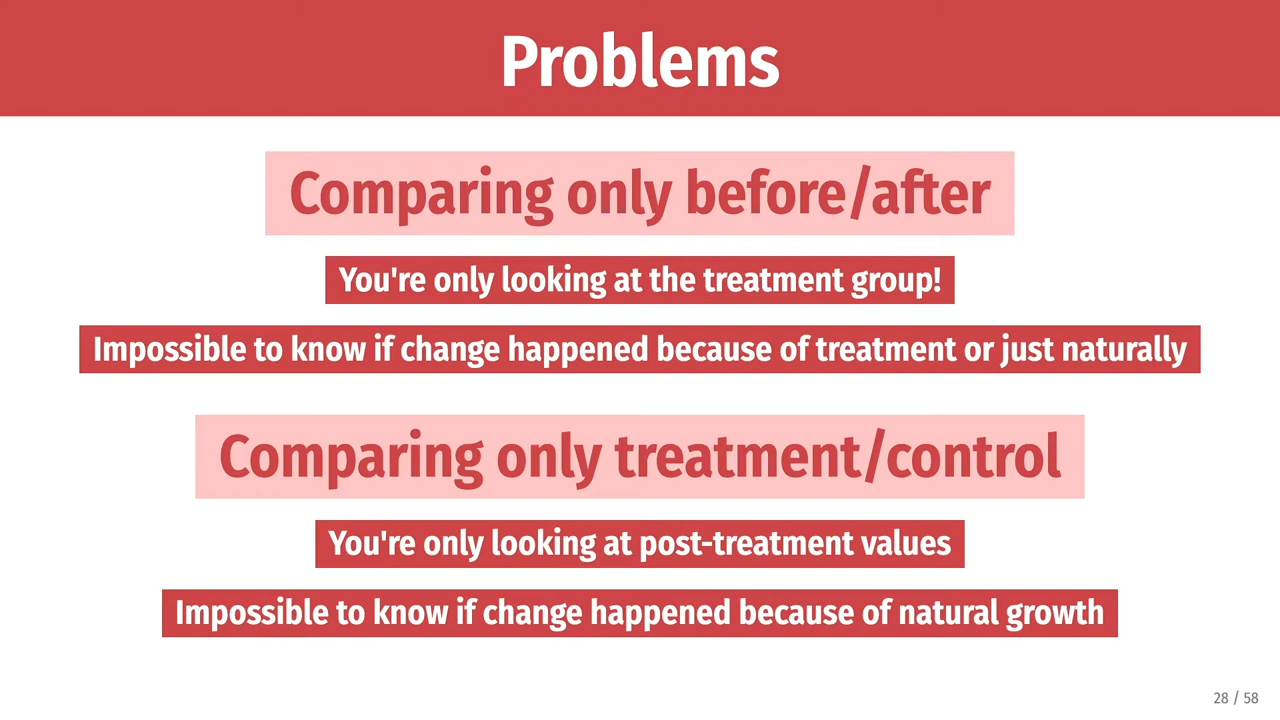 Problems
Comparing only before/after
You're only looking at the treatment group!
Impossible to know if change happened because of treatment or just naturally
Comparing only treatment/control
You're only looking at post-treatment values
Impossible to know if change happened because of natural growth
28 / 58